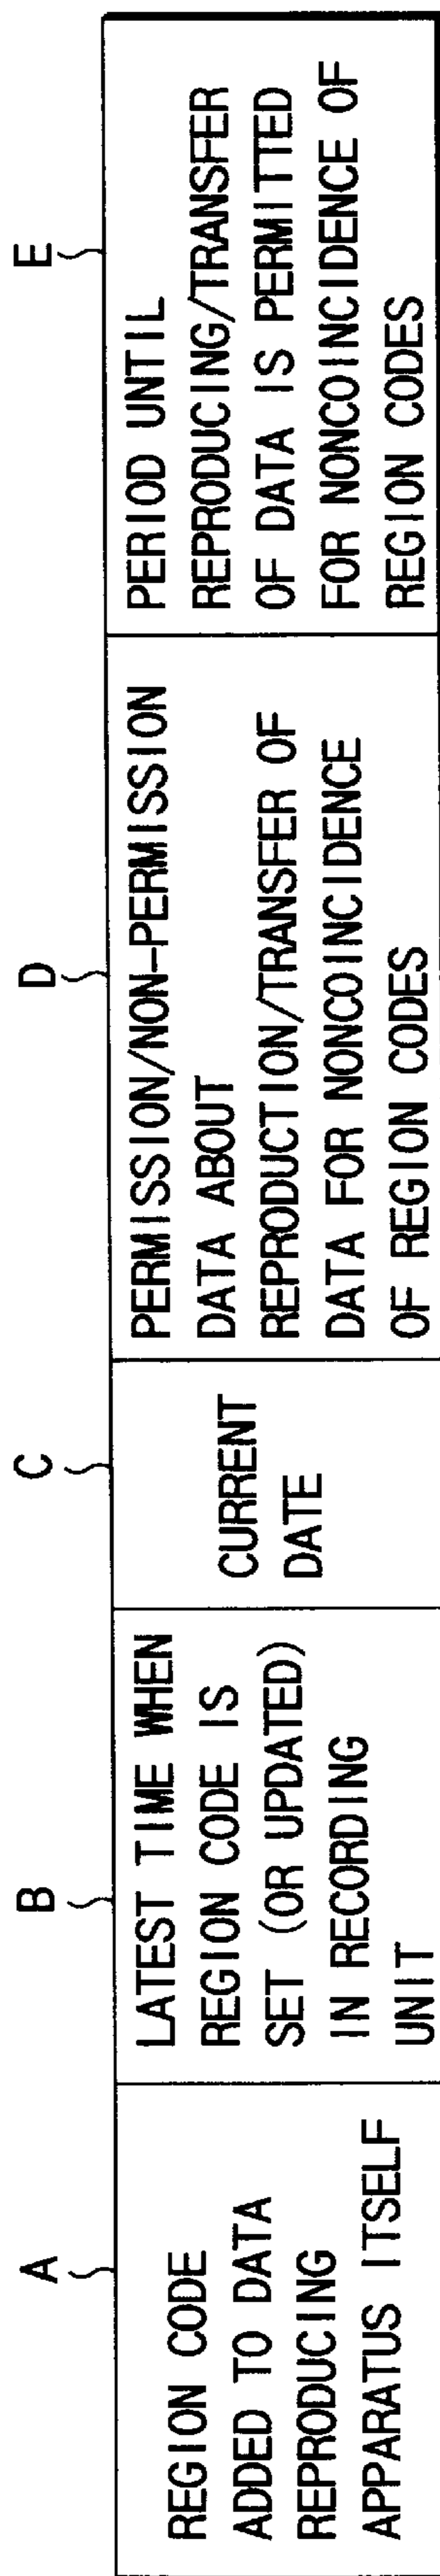 A
REGION CODE
ADDED TO DATA
REPRODUCING
APPARATUS ITSELF
B
LATEST TIME WHEN
REGION CODE IS
SET (OR UPDATED)
IN RECORDING
UNIT
C
CURRENT
DATE
D
PERMISSION/NON-PERMISSION
DATA ABOUT
REPRODUCTION/TRANSFER OF
DATA FOR NONCOINCIDENCE
OF REGION CODES
E
PERIOD UNTIL
REPRODUCING/TRANSFER
OF DATA IS PERMITTED
FOR NONCOINCIDENCE OF
REGION CODES